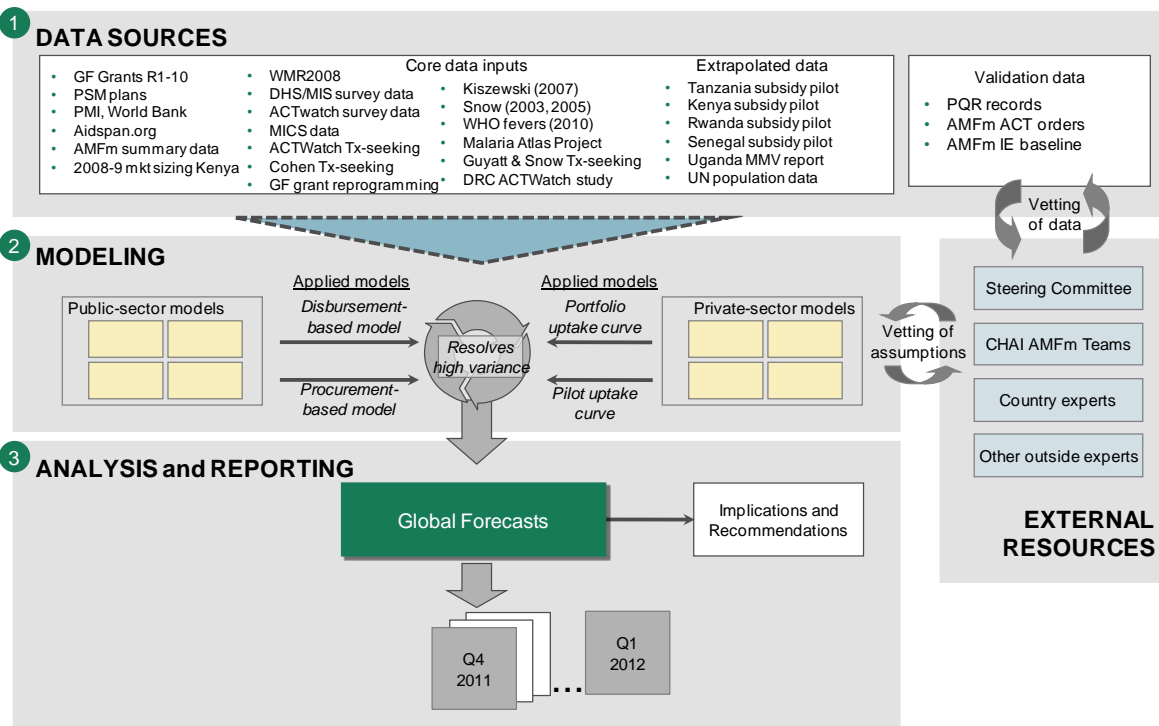 1
DATA SOURCES
Core data inputs
GF Grants R1-10
PSM plans
PMI, World Bank
Aidspan.org
AMFm summary data
2008-9 mkt sizing Kenya
WMR2008
DHS/MIS survey data
ACTwatch survey data
MICS data
ACTWatch Tx-seeking
Cohen Tx-seeking
GF grant reprogramming
Kiszewski (2007)
Snow (2003, 2005)
WHO fevers (2010)
Malaria Atlas Project
Guyatt & Snow Tx-seeking
DRC ACTWatch study
Extrapolated data
Tanzania subsidy pilot
Kenya subsidy pilot
Rwanda subsidy pilot
Senegal subsidy pilot
Uganda MMV report
UN population data
Validation data
PQR records
AMFm ACT orders
AMFm IE baseline
Vetting
of data
2
MODELING
Public-sector models
Applied models
Disbursement-
based model
Procurement-
based model
Resolves
high variance
Applied models
Portfolio
uptake curve
Pilot uptake
curve
Private-sector models
Vetting of
assumptions
Steering Committee
CHAI AMFm Teams
Country experts
Other outside experts
EXTERNAL
RESOURCES
3
ANALYSIS and REPORTING
Global Forecasts
Implications and
Recommendations
Q4
2011
...
Q1
2012